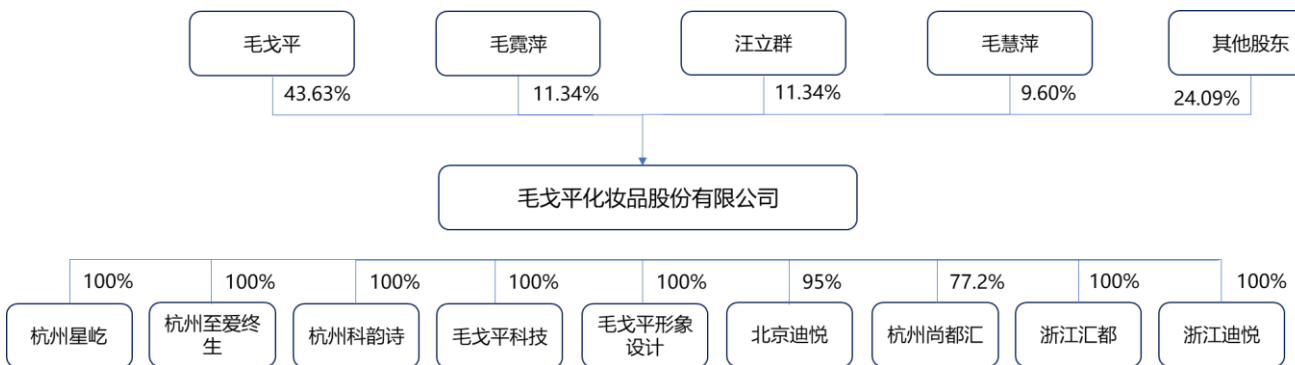 毛戈平 毛霓萍 汪立群 毛慧萍 其他股东
43.63% 11.34% 11.34% 9.60% 24.09%
毛戈平化妆品股份有限公司
100% 100% 100% 100% 100% 95% 77.2% 100% 100%
杭州星屹 杭州至爱终生 杭州科韵诗 毛戈平科技 毛戈平形象设计 北京迪悦 杭州尚都汇 浙江汇都 浙江迪悦